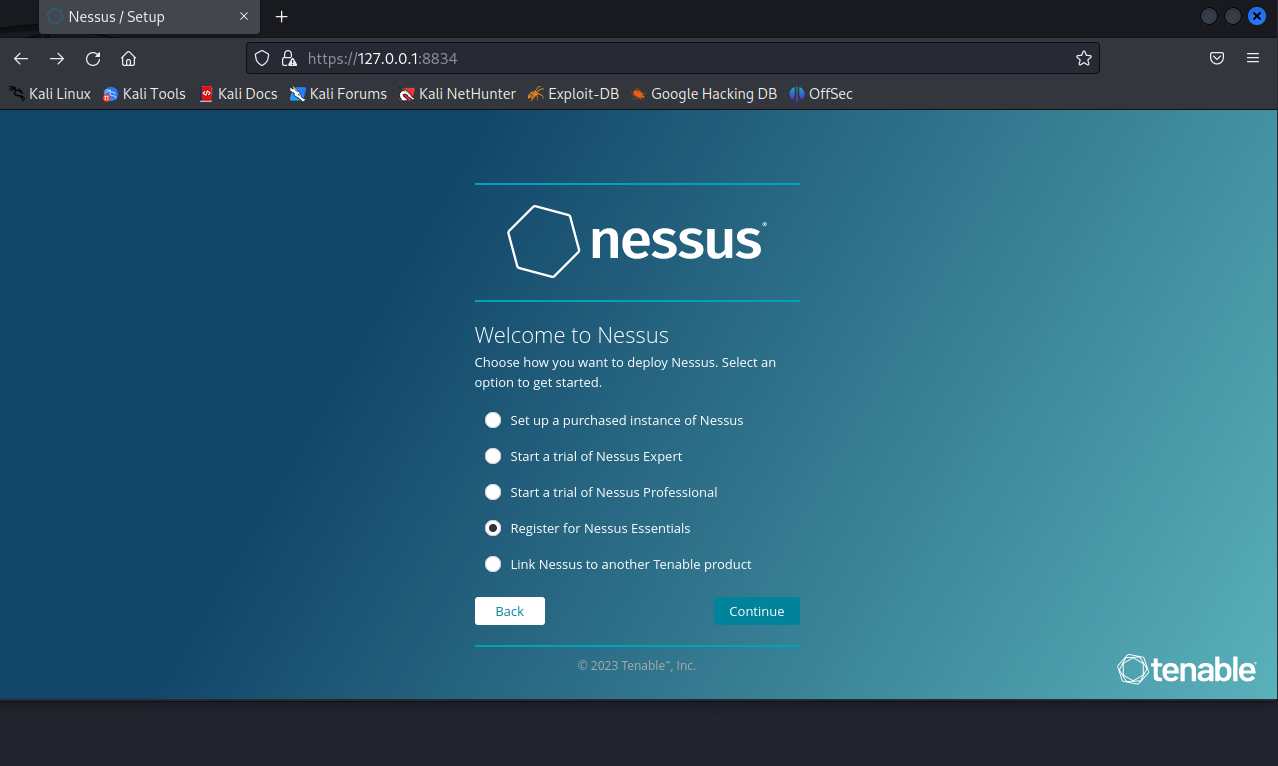 Nessus / Setup
https://127.0.0.1:8834
Kali Linux Kali Tools Kali Docs Kali Forums Kali NetHunter Exploit-DB Google Hacking DB OffSec
nessus®
Welcome to Nessus
Choose how you want to deploy Nessus. Select an
option to get started.
Set up a purchased instance of Nessus
Start a trial of Nessus Expert
Start a trial of Nessus Professional
Register for Nessus Essentials
Link Nessus to another Tenable product
Back Continue
© 2023 Tenable™, Inc.
tenable